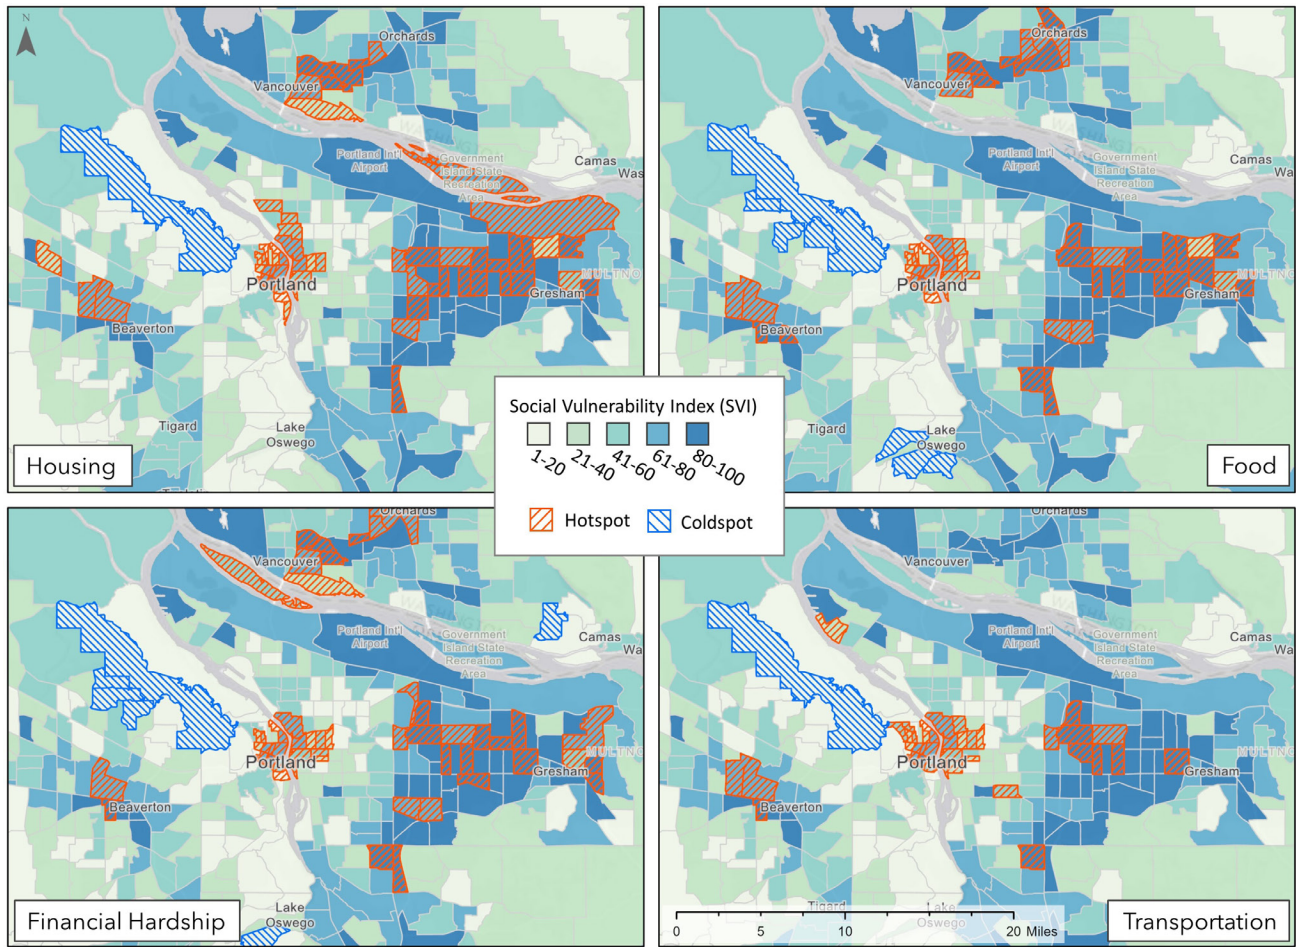 N
Orchards
Vancouver
WASHINGTON
Portland Int'l
Airport
Government
Island State
Recreation
Area
Camas
Was
MULTNO
Portland
Gresham
Beaverton
Tigard
Lake
Oswego
Housing
Orchards
Vancouver
WASHINGTON
Portland Int'l
Airport
Government
Island State
Recreation
Area
Camas
Wa
MULTNO
Portland
Gresham
Beaverton
Tigard
Lake
Oswego
Food
Social Vulnerability Index (SVI)
1-20
21-40
41-60
61-80
80-100
Hotspot
Coldspot
Orchards
Vancouver
WASHINGTON
Portland Int'l
Airport
Government
Island State
Recreation
Area
Camas
Wa
MULTNO
Portland
Gresham
Beaverton
Lake
Oswego
Financial Hardship
Vancouver
WASHINGTON
Portland Int'l
Airport
Government
Island State
Recreation
Area
Camas
Wa
MULTNO
Portland
Gresham
Beaverton
Tigard
Lake
Oswego
0 5 10 20 Miles
Transportation